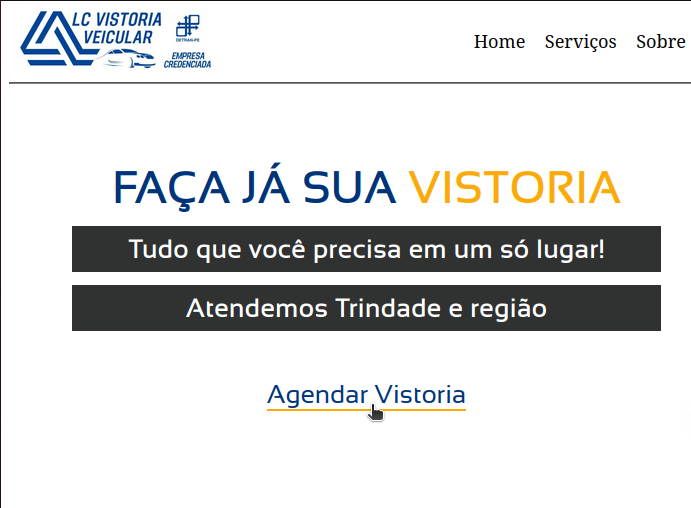 LC VISTORIA
VEICULAR
DETRAN-PE
EMPRESA
CREDENCIADA
Home Serviços Sobre
FAÇA JÁ SUA VISTORIA
Tudo que você precisa em um só lugar!
Atendemos Trindade e região
Agendar Vistoria